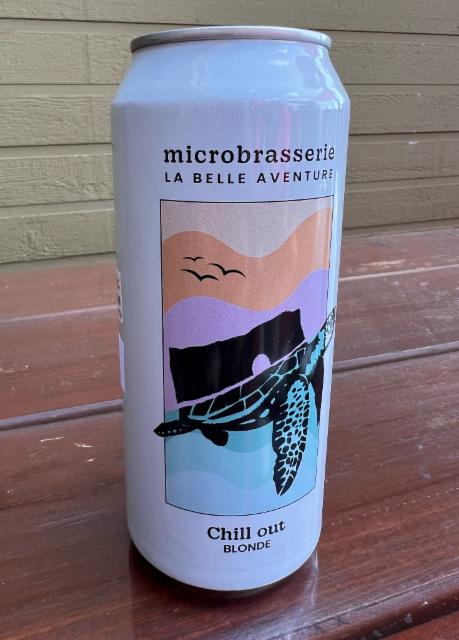 microbrasserie
LA BELLE AVENTURE
Chill out
BLONDE